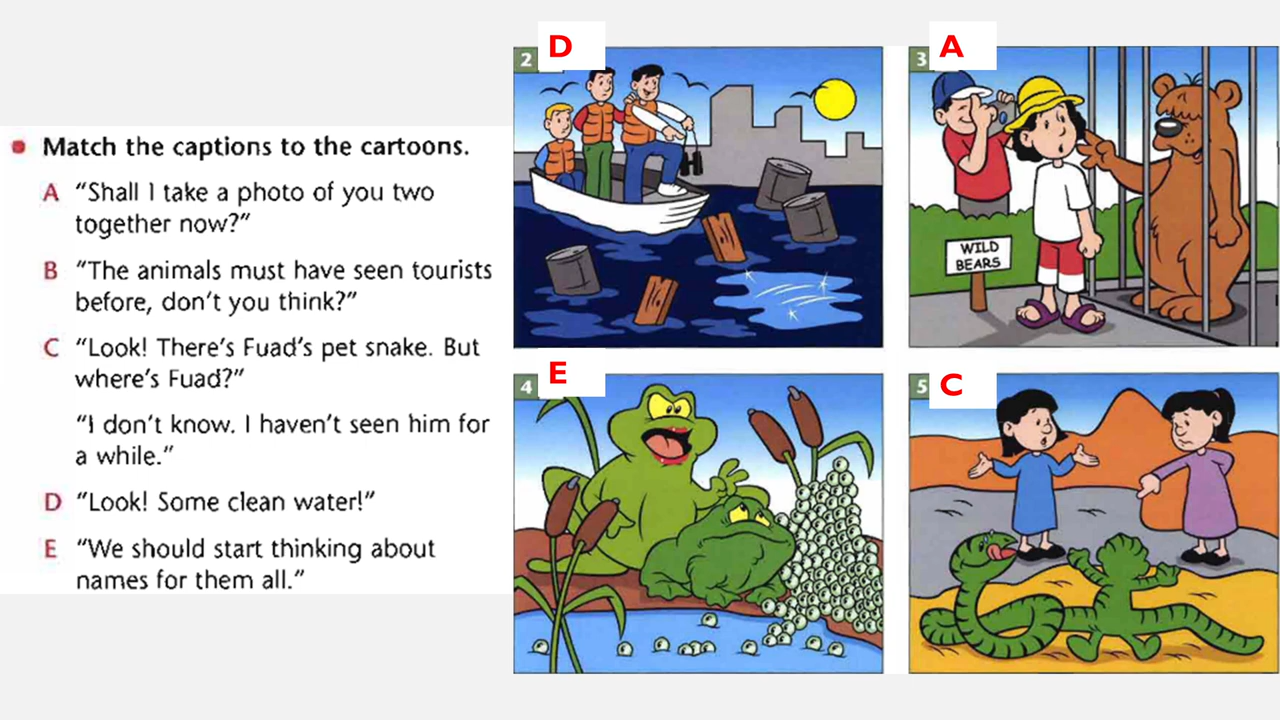 Match the captions to the cartoons.
A "Shall I take a photo of you two
together now?"
B "The animals must have seen tourists
before, don't you think?"
C "Look! There's Fuad's pet snake. But
where's Fuad?"
"I don't know. I haven't seen him for
a while."
D "Look! Some clean water!"
E "We should start thinking about
names for them all."
2 D
3 A
WILD
BEARS
4 E
5 C